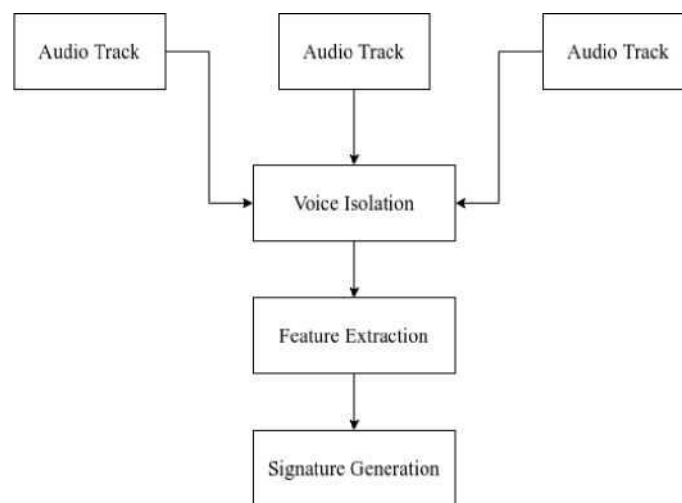 Audio Track
Audio Track
Audio Track
Voice Isolation
Feature Extraction
Signature Generation